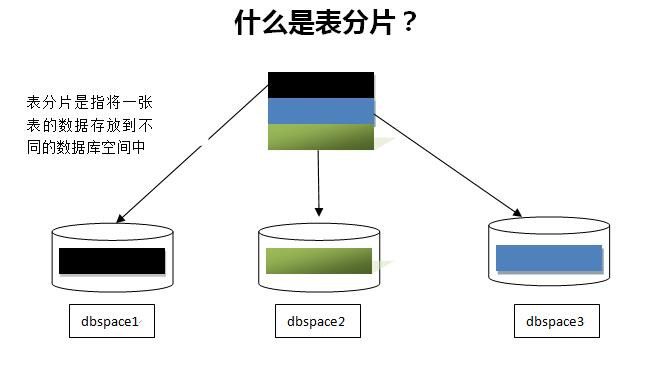 什么是表分片？
表分片是指将一张
表的数据存放到不
同的数据库空间中
dbspace1
dbspace2
dbspace3